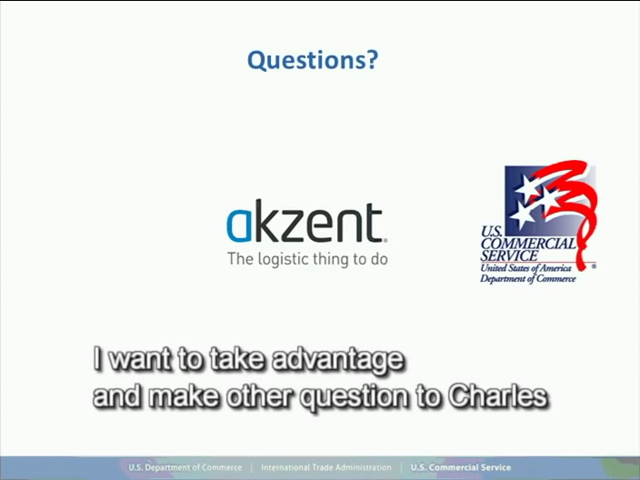 Questions?
akzent
The logistic thing to do
U.S.
COMMERCIAL
SERVICE
United States of America
Department of Commerce
I want to take advantage
and make other question to Charles
U.S. Department of Commerce | International Trade Administration | U.S. Commercial Service